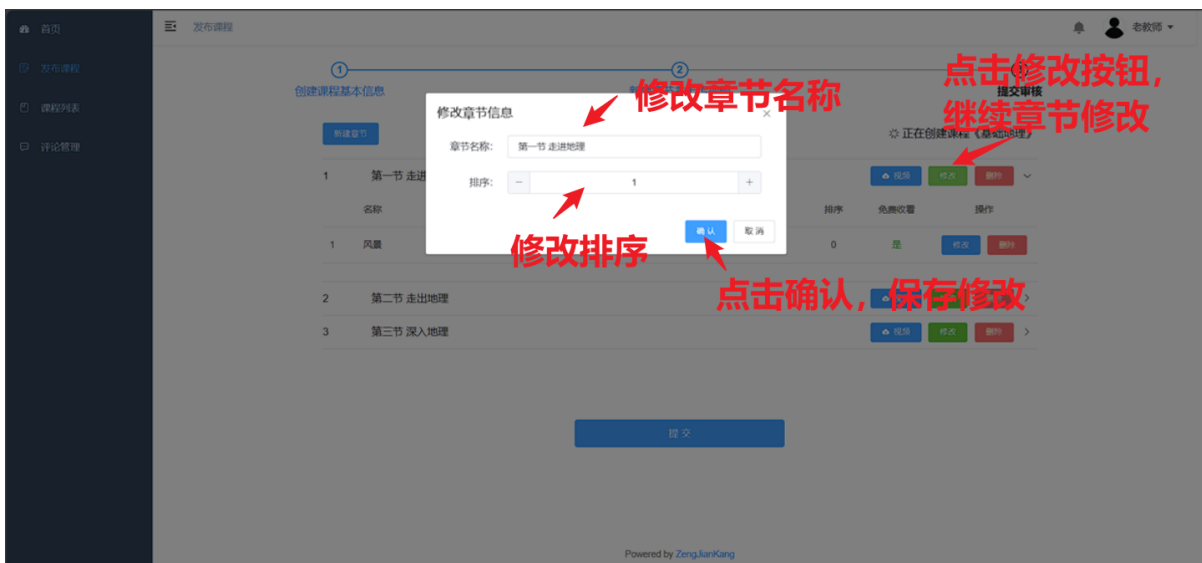 首页
发布课程
老教师
发布课程
课程列表
评论管理
1
2
创建课程基本信息
提交审核
点击修改按钮，
继续章节修改
修改章节名称
新建章节
正在创建课程《基础地理》
修改章节信息
章节名称：
第一节 走进地理
排序：
1
确认
取消
修改排序
点击确认，保存修改
1
第一节 走进
视频
修改
删除
名称
排序
免费收看
操作
1
风景
0
是
修改
删除
2
第二节 走出地理
3
第三节 深入地理
视频
修改
删除
提交
Powered by ZengJianKang